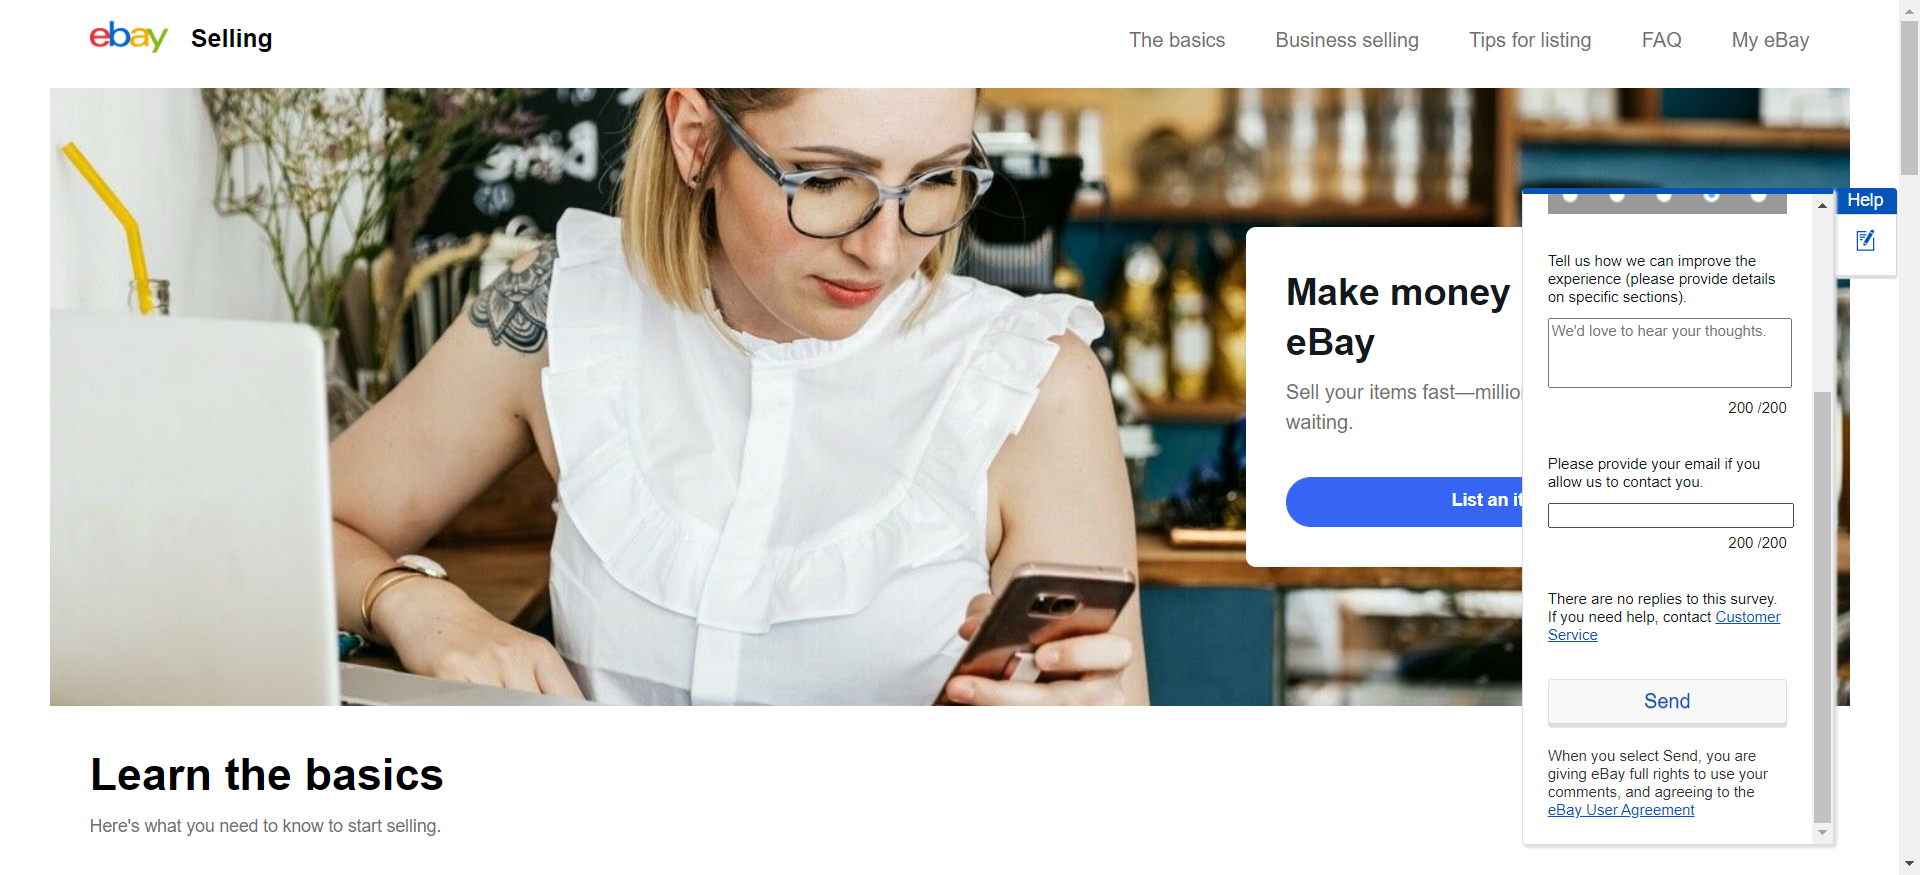 ebay Selling
The basics
Business selling
Tips for listing
FAQ
My eBay
Make money
eBay
Sell your items fast—millio
waiting.
List an it
Help
Tell us how we can improve the
experience (please provide details
on specific sections).
We'd love to hear your thoughts.
200 /200
Please provide your email if you
allow us to contact you.
200 /200
There are no replies to this survey.
If you need help, contact Customer
Service
Send
When you select Send, you are
giving eBay full rights to use your
comments, and agreeing to the
eBay User Agreement
Learn the basics
Here's what you need to know to start selling.